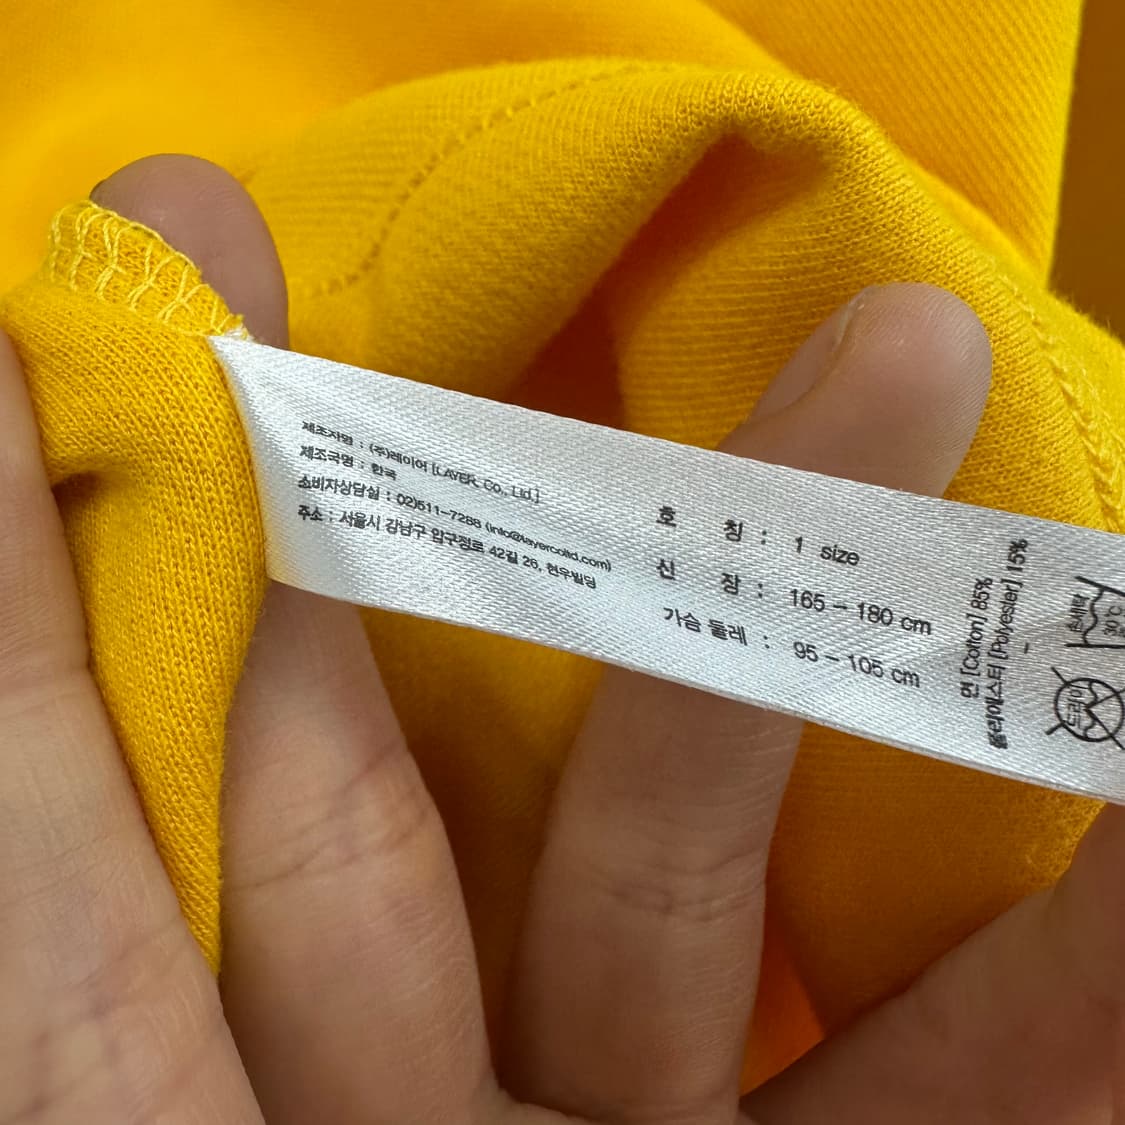 제조자명 : (주)레이어 [LAYER. Co., Ltd.]
제조국명 : 한국
소비자상담실 : 02)511-7288 (info@layercoltd.com)
주소 : 서울시 강남구 압구정로 42길 26, 현우빌딩
호 칭 : 1 size
신 장 : 165 – 180 cm
가슴 둘레 : 95 – 105 cm
면 [Cotton] 85%
폴리에스터 [Polyester] 15%
–